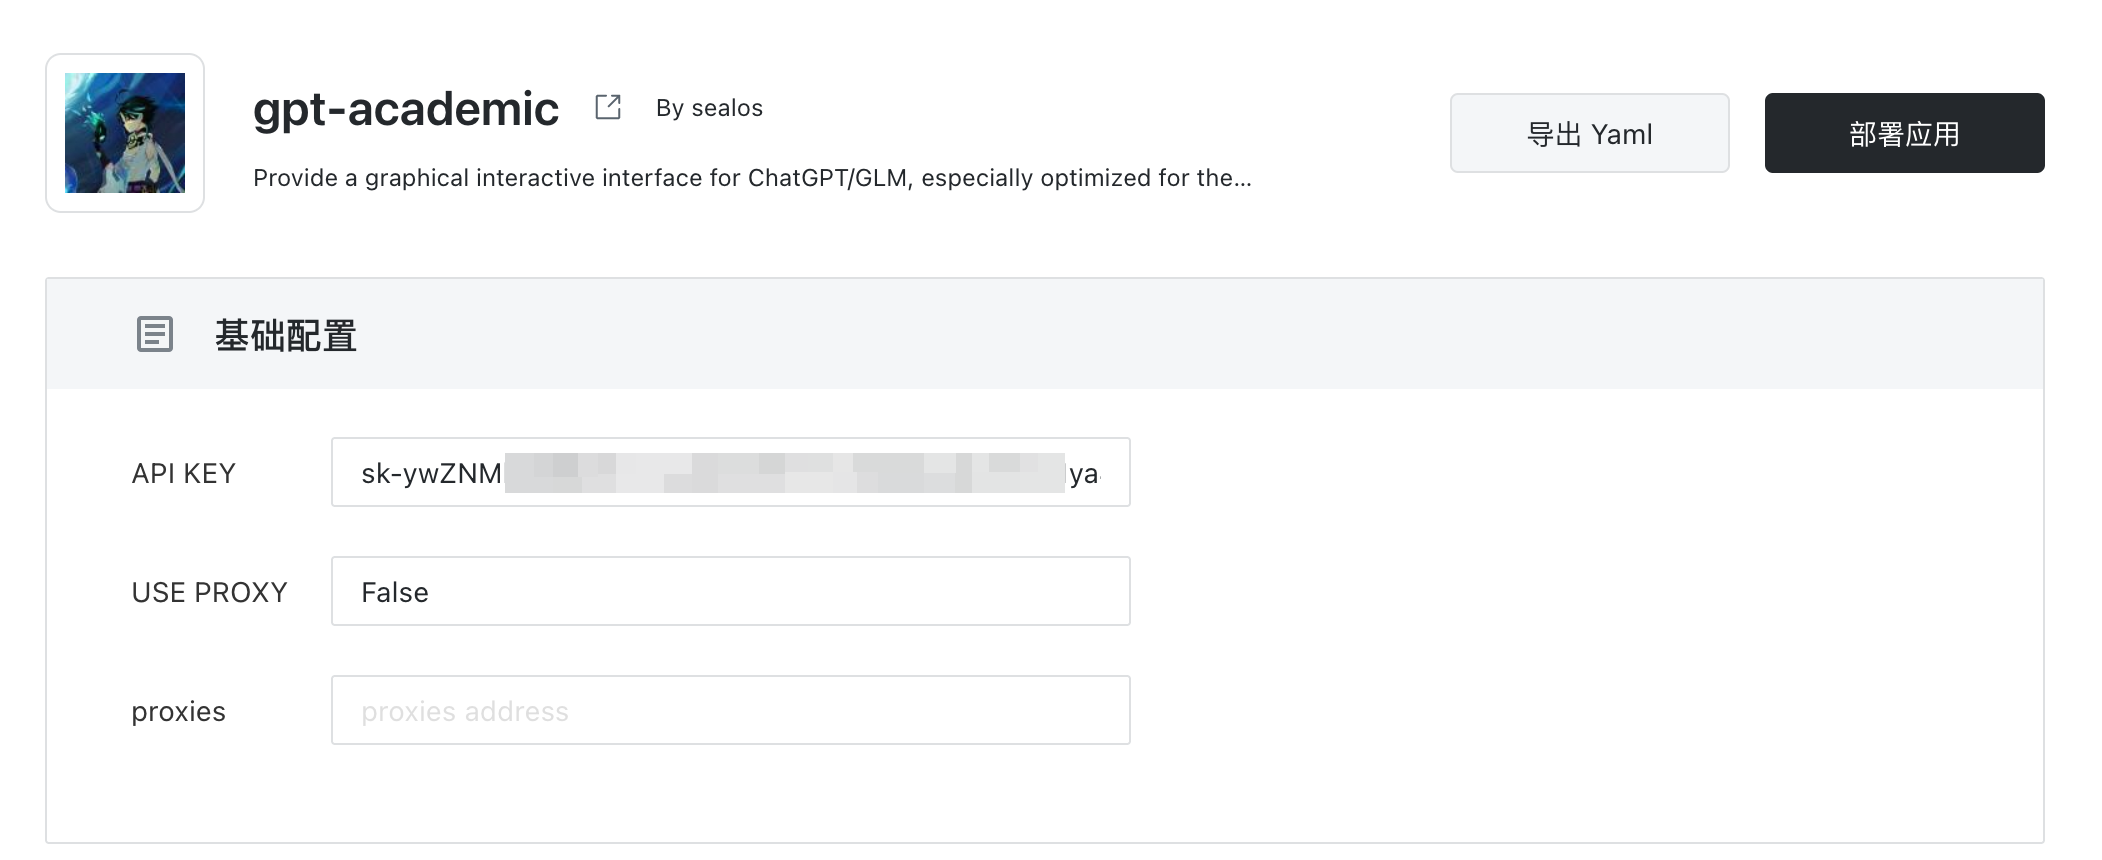 gpt-academic By sealos
Provide a graphical interactive interface for ChatGPT/GLM, especially optimized for the...
导出 Yaml
部署应用
基础配置
API KEY sk-ywZNM ya
USE PROXY False
proxies proxies address